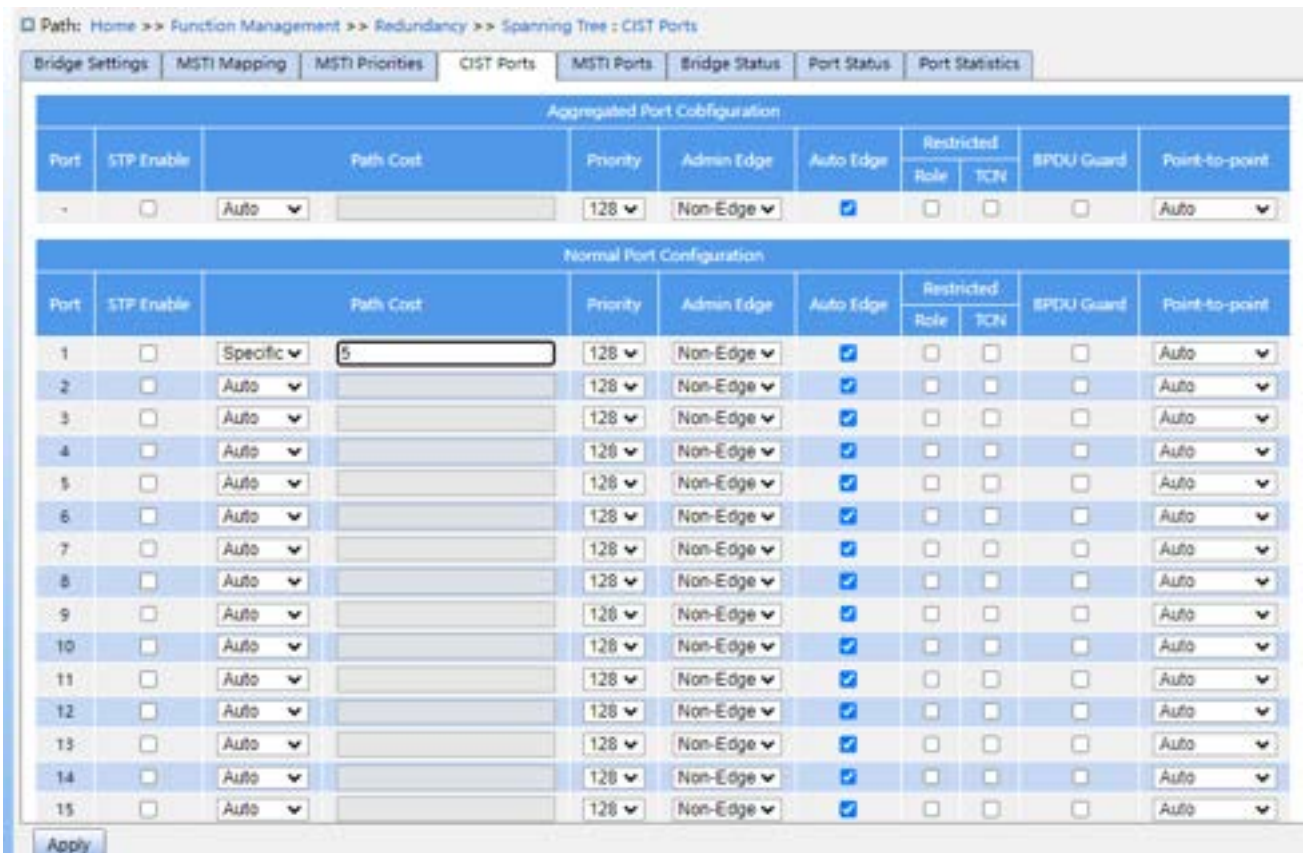 Path: Home >> Function Management >> Redundancy >> Spanning Tree : CIST Ports
Bridge Settings MSTI Mapping MSTI Priorities CIST Ports MSTI Ports Bridge Status Port Status Port Statistics
Aggregated Port Cobfiguration
Port STP Enable Path Cost Priority Admin Edge Auto Edge Restricted BPDU Guard Point-to-point
Role TCN
- Auto 128 Non-Edge Auto
Normal Port Configuration
Port STP Enable Path Cost Priority Admin Edge Auto Edge Restricted BPDU Guard Point-to-point
Role TCN
1 Specific 5 128 Non-Edge Auto
2 Auto 128 Non-Edge Auto
3 Auto 128 Non-Edge Auto
4 Auto 128 Non-Edge Auto
5 Auto 128 Non-Edge Auto
6 Auto 128 Non-Edge Auto
7 Auto 128 Non-Edge Auto
8 Auto 128 Non-Edge Auto
9 Auto 128 Non-Edge Auto
10 Auto 128 Non-Edge Auto
11 Auto 128 Non-Edge Auto
12 Auto 128 Non-Edge Auto
13 Auto 128 Non-Edge Auto
14 Auto 128 Non-Edge Auto
15 Auto 128 Non-Edge Auto
Apply